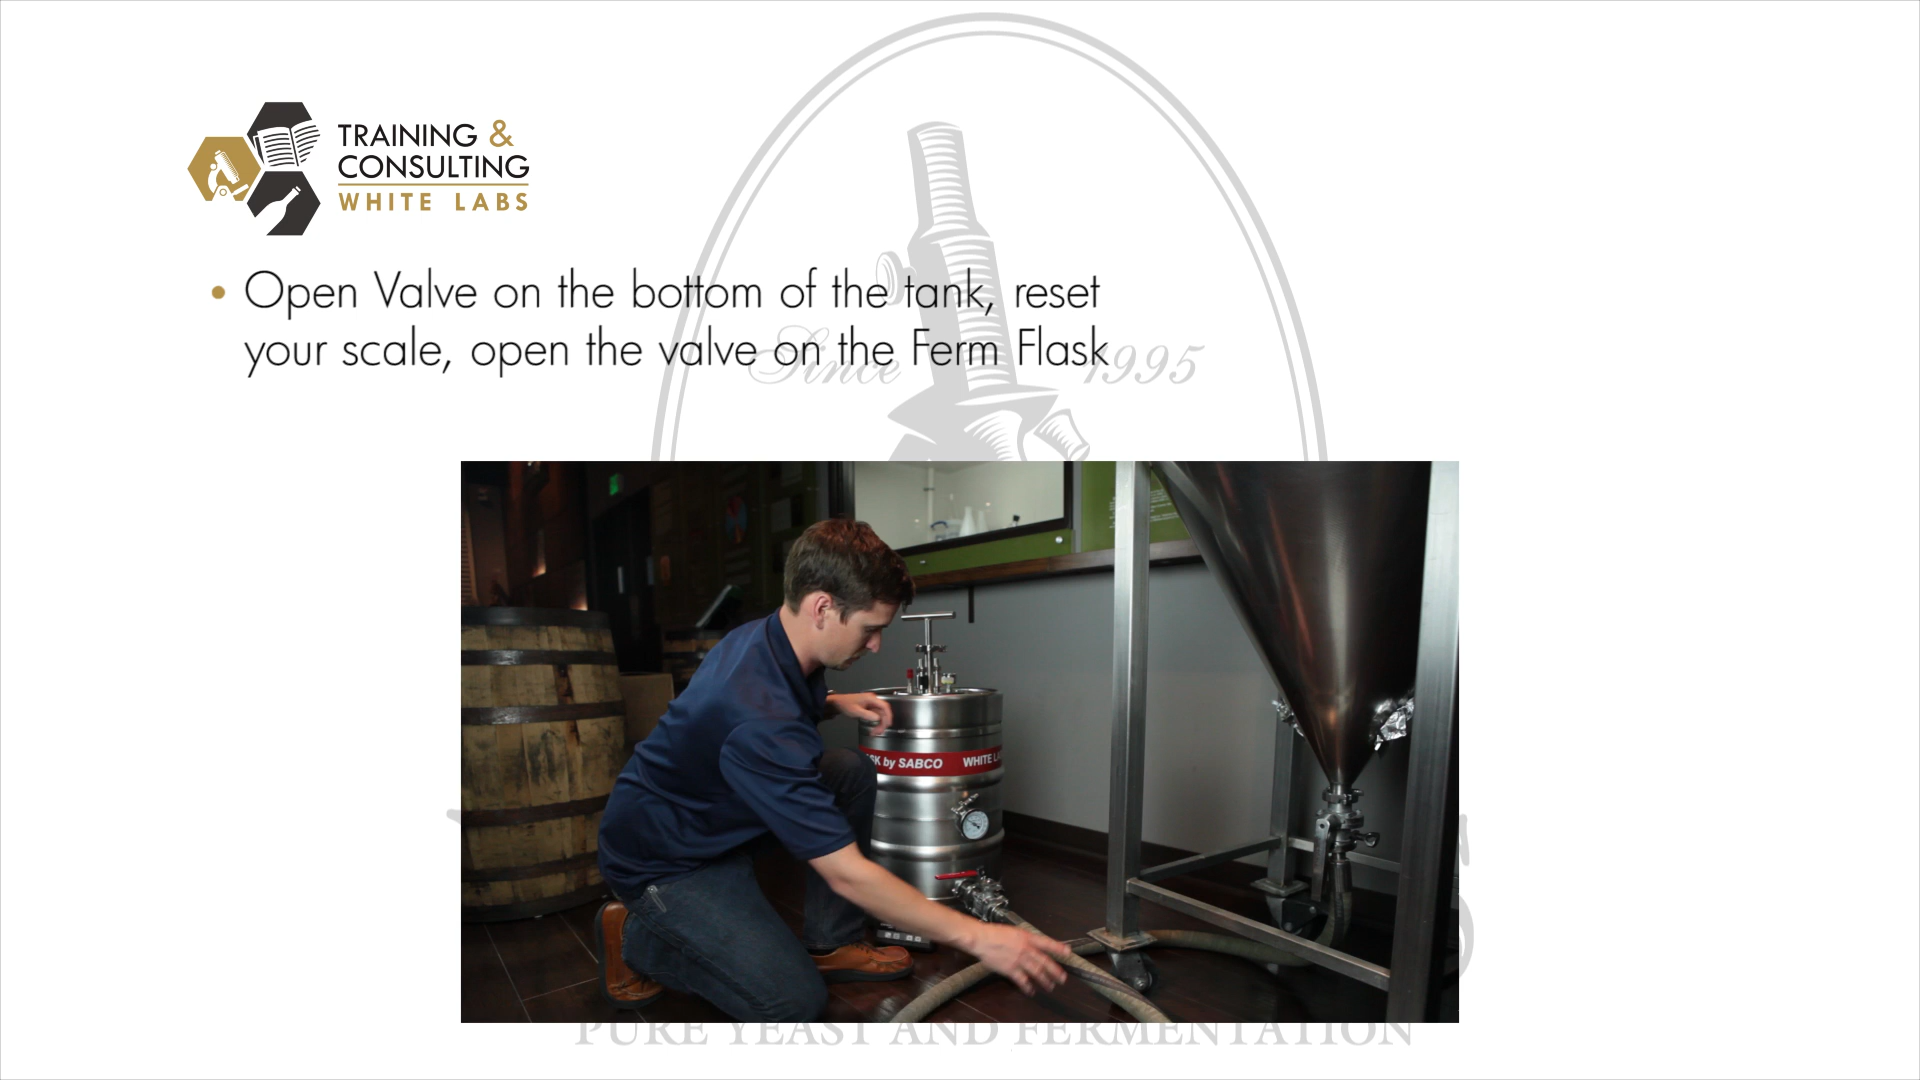 TRAINING &
CONSULTING
WHITE LABS
• Open Valve on the bottom of the tank, reset
your scale, open the valve on the Ferm Flask
Since 1995
SK by SABCO WHITE LA
PURE YEAST AND FERMENTATION